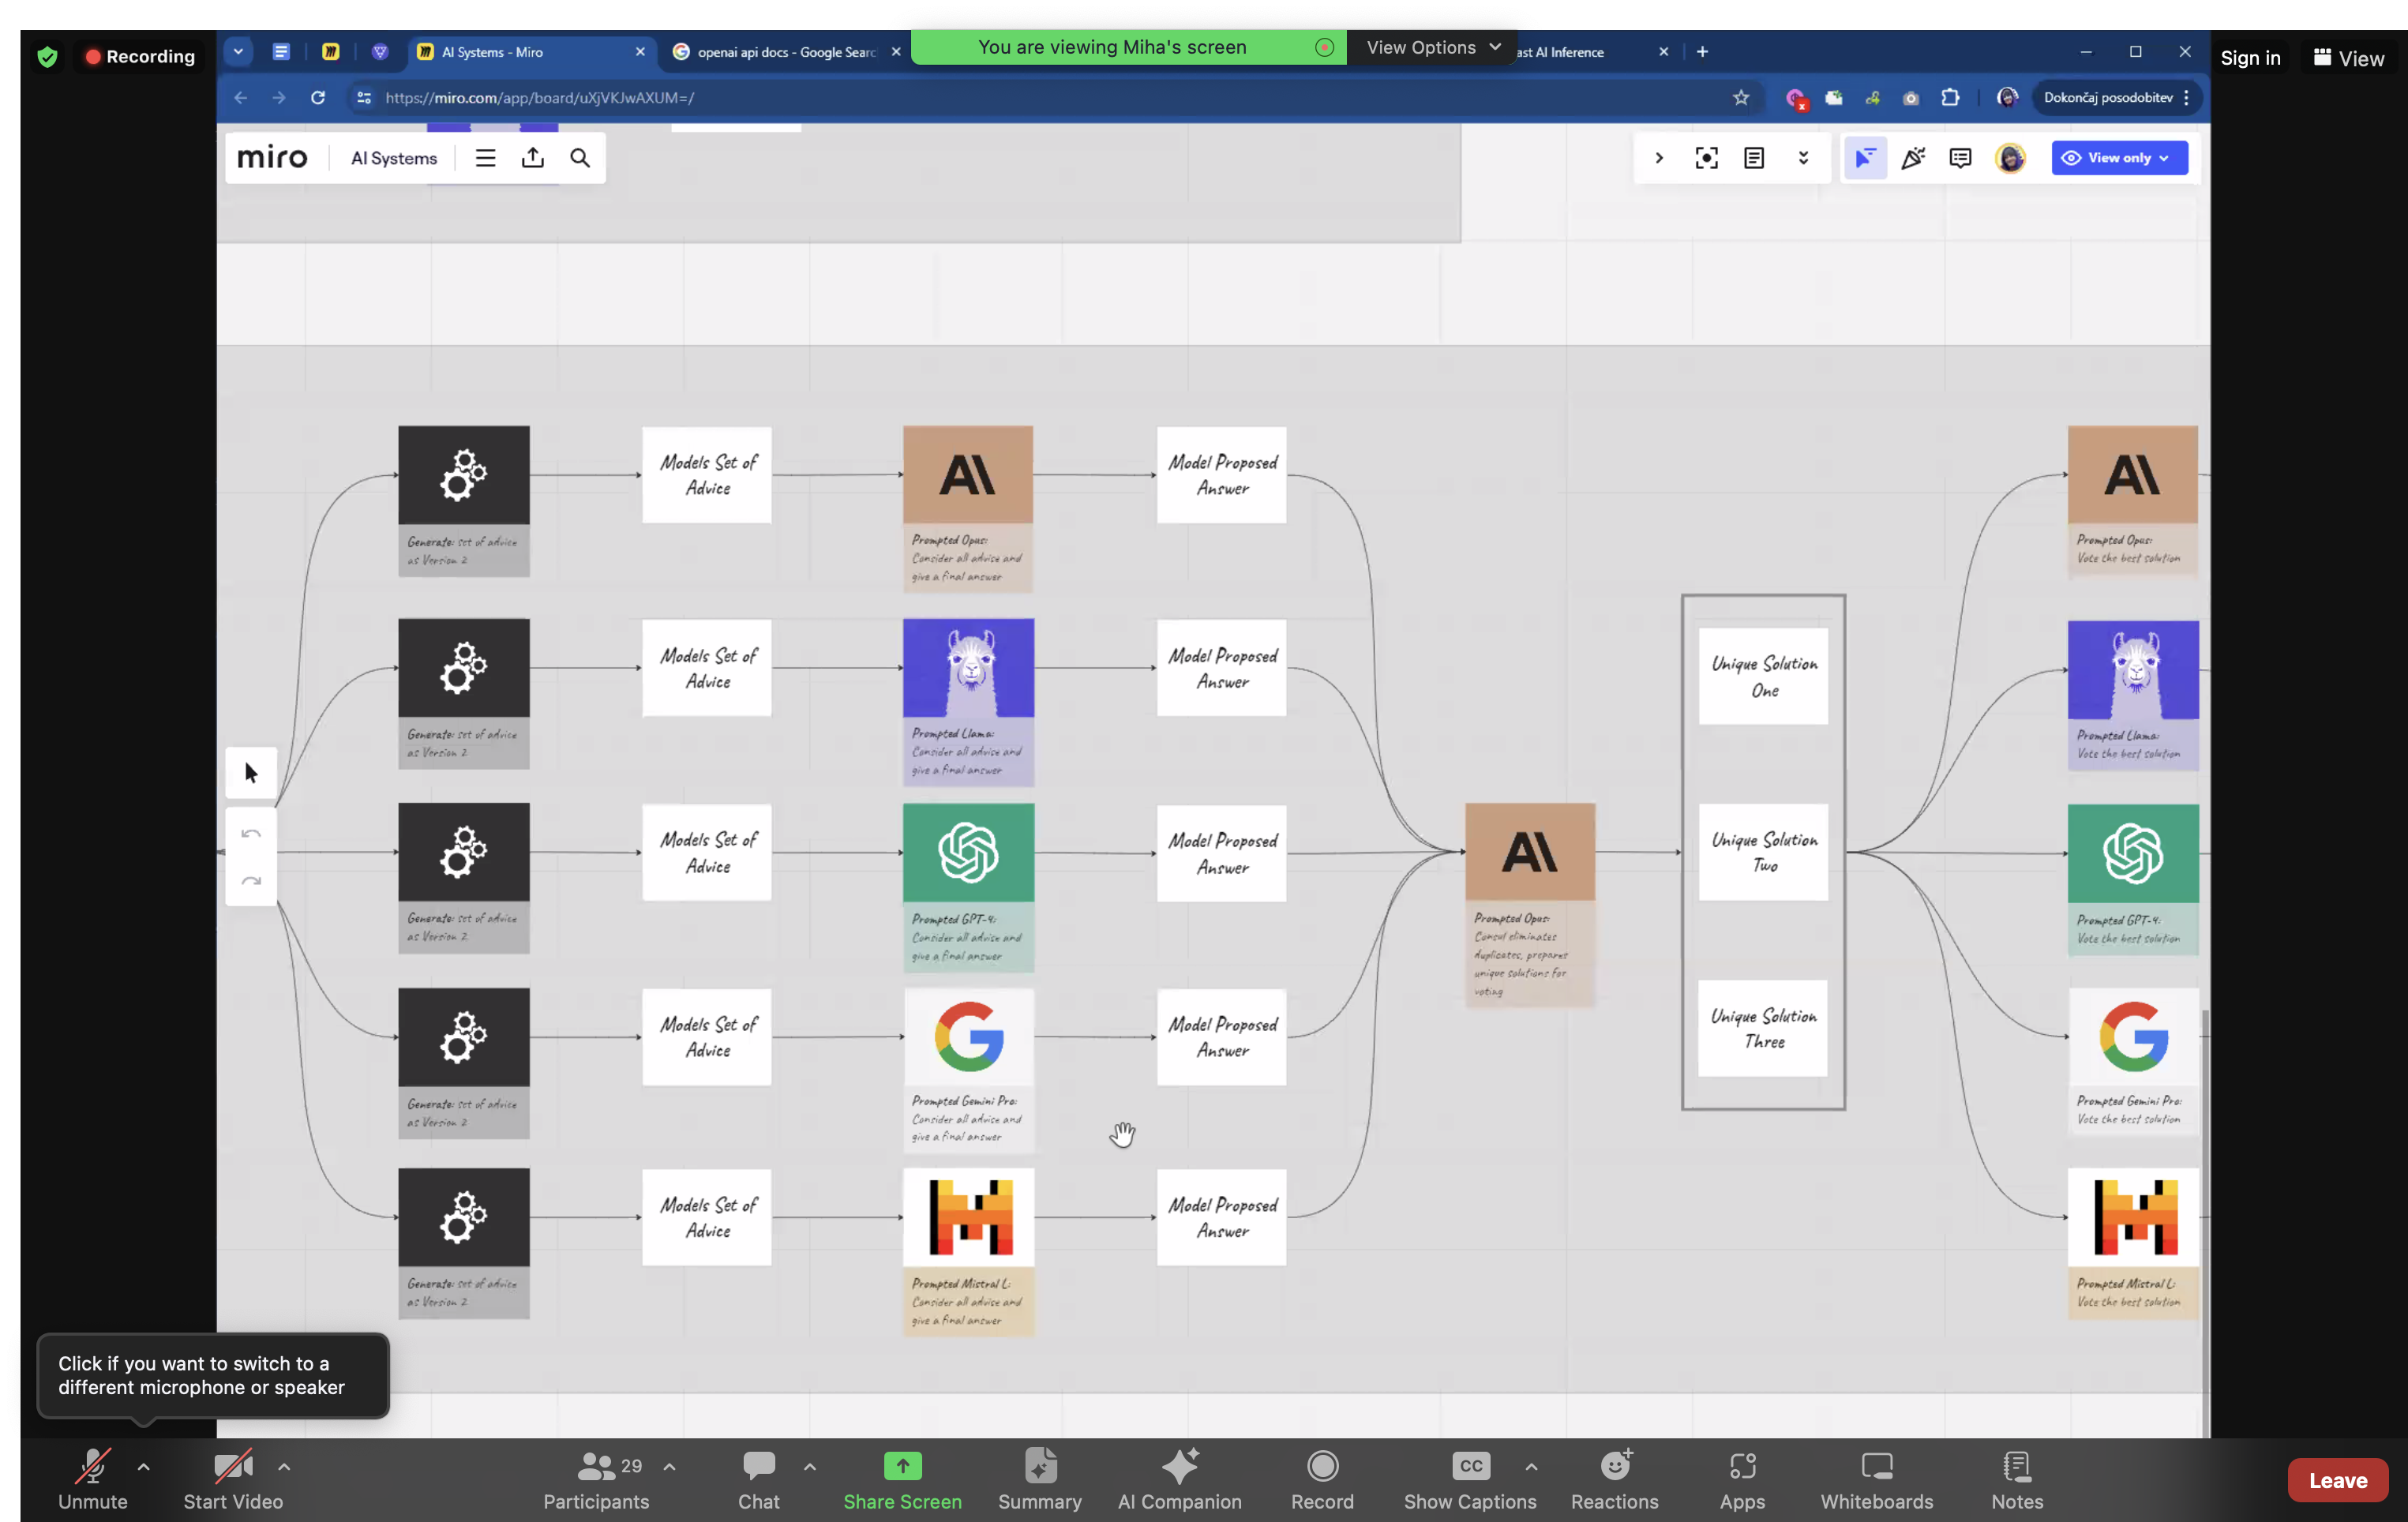 Recording
AI Systems - Miro
openai api docs - Google Searc
You are viewing Miha's screen
View Options
ast AI Inference
Sign in
View
https://miro.com/app/board/uXjVKJwAXUM=/
Dokončaj posodobitev
miro
AI Systems
View only
Models Set of
Advice
Model Proposed
Answer
Generate: set of advice
as Version 2
Prompted Opus:
Consider all advice and
give a final answer
Prompted Opus:
Vote the best solution
Models Set of
Advice
Model Proposed
Answer
Unique Solution
One
Generate: set of advice
as Version 2
Prompted Llama:
Consider all advise and
give a final answer
Prompted Llama:
Vote the best solution
Models Set of
Advice
Model Proposed
Answer
Unique Solution
Two
Generate: set of advice
as Version 2
Prompted GPT-4:
Consider all advice and
give a final answer
Prompted Opus:
Consul eliminates
duplicates, prepares
unique solutions for
voting
Prompted GPT-4:
Vote the best solution
Models Set of
Advice
Model Proposed
Answer
Unique Solution
Three
Generate: set of advice
as Version 2
Prompted Gemini Pro:
Consider all advice and
give a final answer
Prompted Gemini Pro:
Vote the best solution
Models Set of
Advice
Model Proposed
Answer
Generate: set of advice
as Version 2
Prompted Mistral L:
Consider all advice and
give a final answer
Prompted Mistral L:
Vote the best solution
Click if you want to switch to a
different microphone or speaker
29
CC
Unmute
Start Video
Participants
Chat
Share Screen
Summary
AI Companion
Record
Show Captions
Reactions
Apps
Whiteboards
Notes
Leave